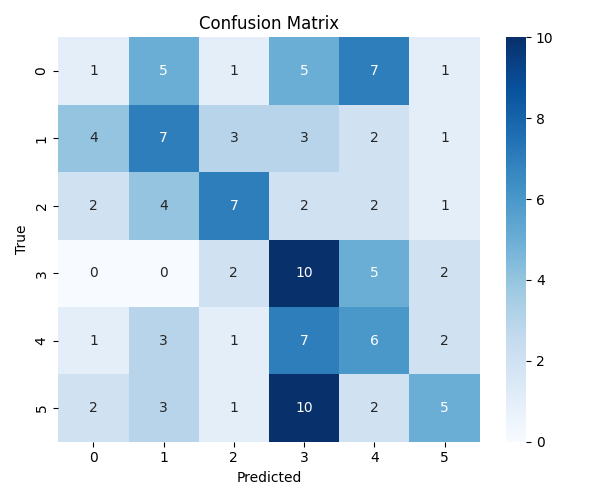 Confusion Matrix
True
0 1 5 1 5 7 1
1 4 7 3 3 2 1
2 2 4 7 2 2 1
3 0 0 2 10 5 2
4 1 3 1 7 6 2
5 2 3 1 10 2 5
0 1 2 3 4 5
Predicted
10
8
6
4
2
0